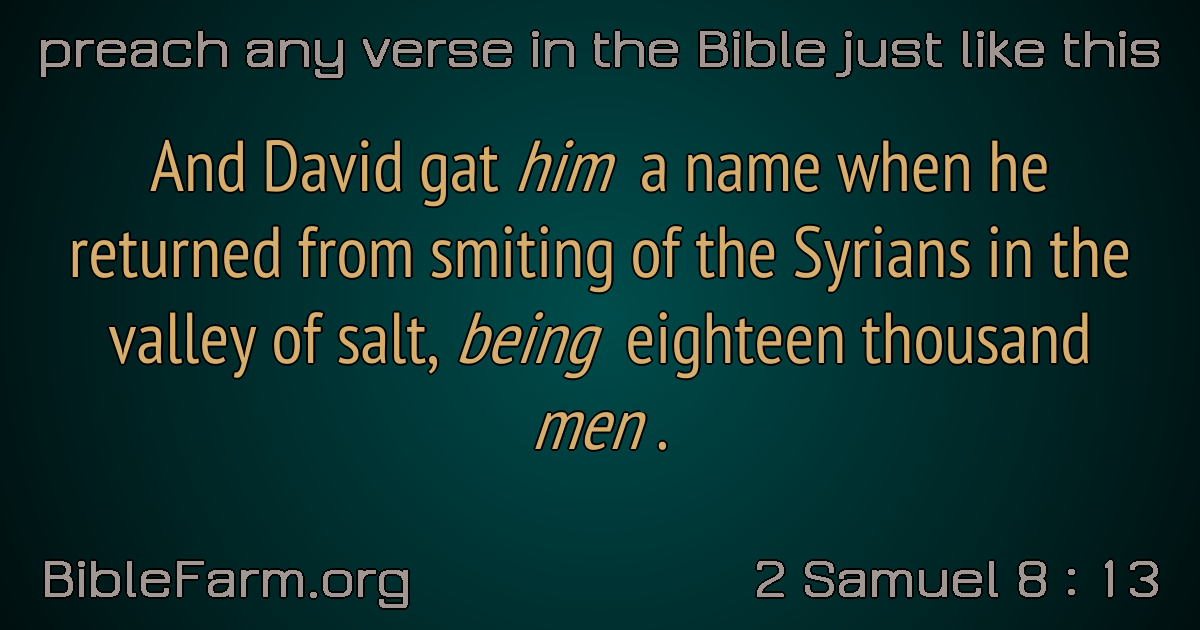 preach any verse in the Bible just like this
And David gat him a name when he
returned from smiting of the Syrians in the
valley of salt, being eighteen thousand
men .
BibleFarm.org
2 Samuel 8 : 13